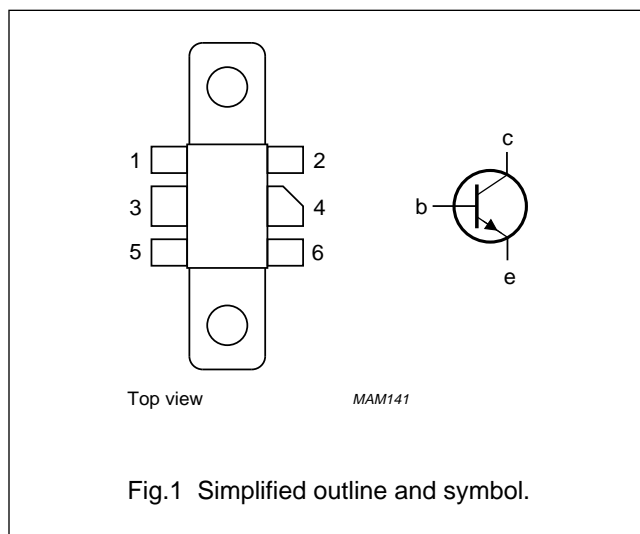 c
1 2
3 4
b
5 6
e
Top view MAM141
Fig.1 Simplified outline and symbol.